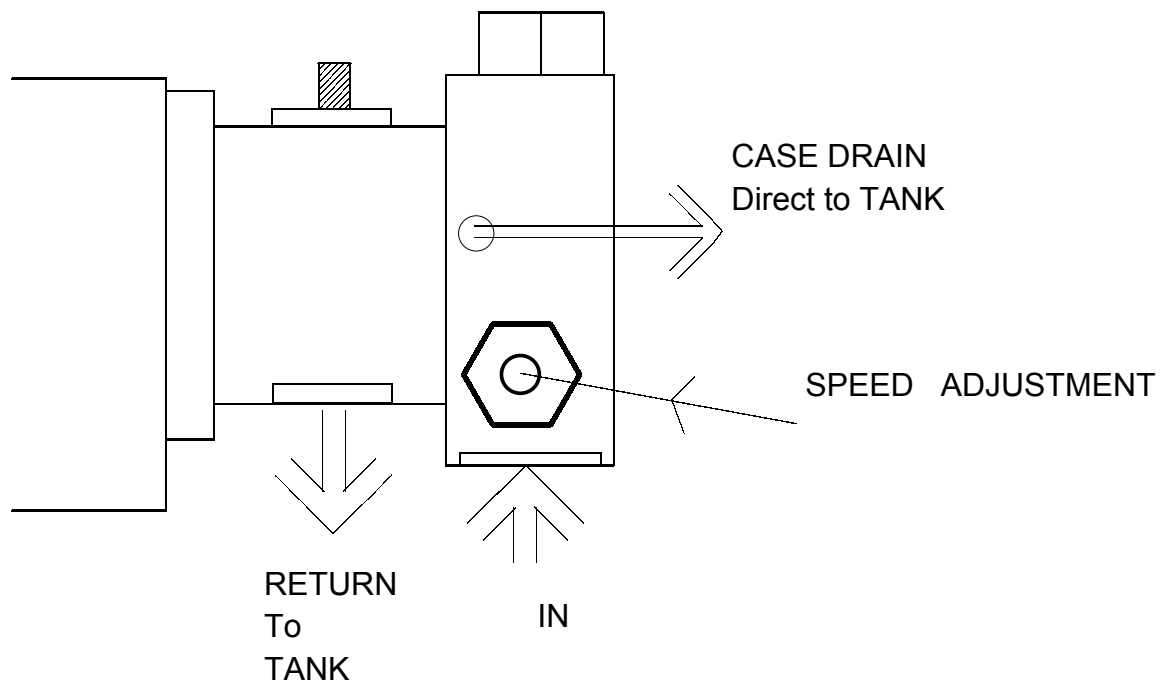 CASE DRAIN
Direct to TANK
SPEED ADJUSTMENT
RETURN
To
TANK
IN